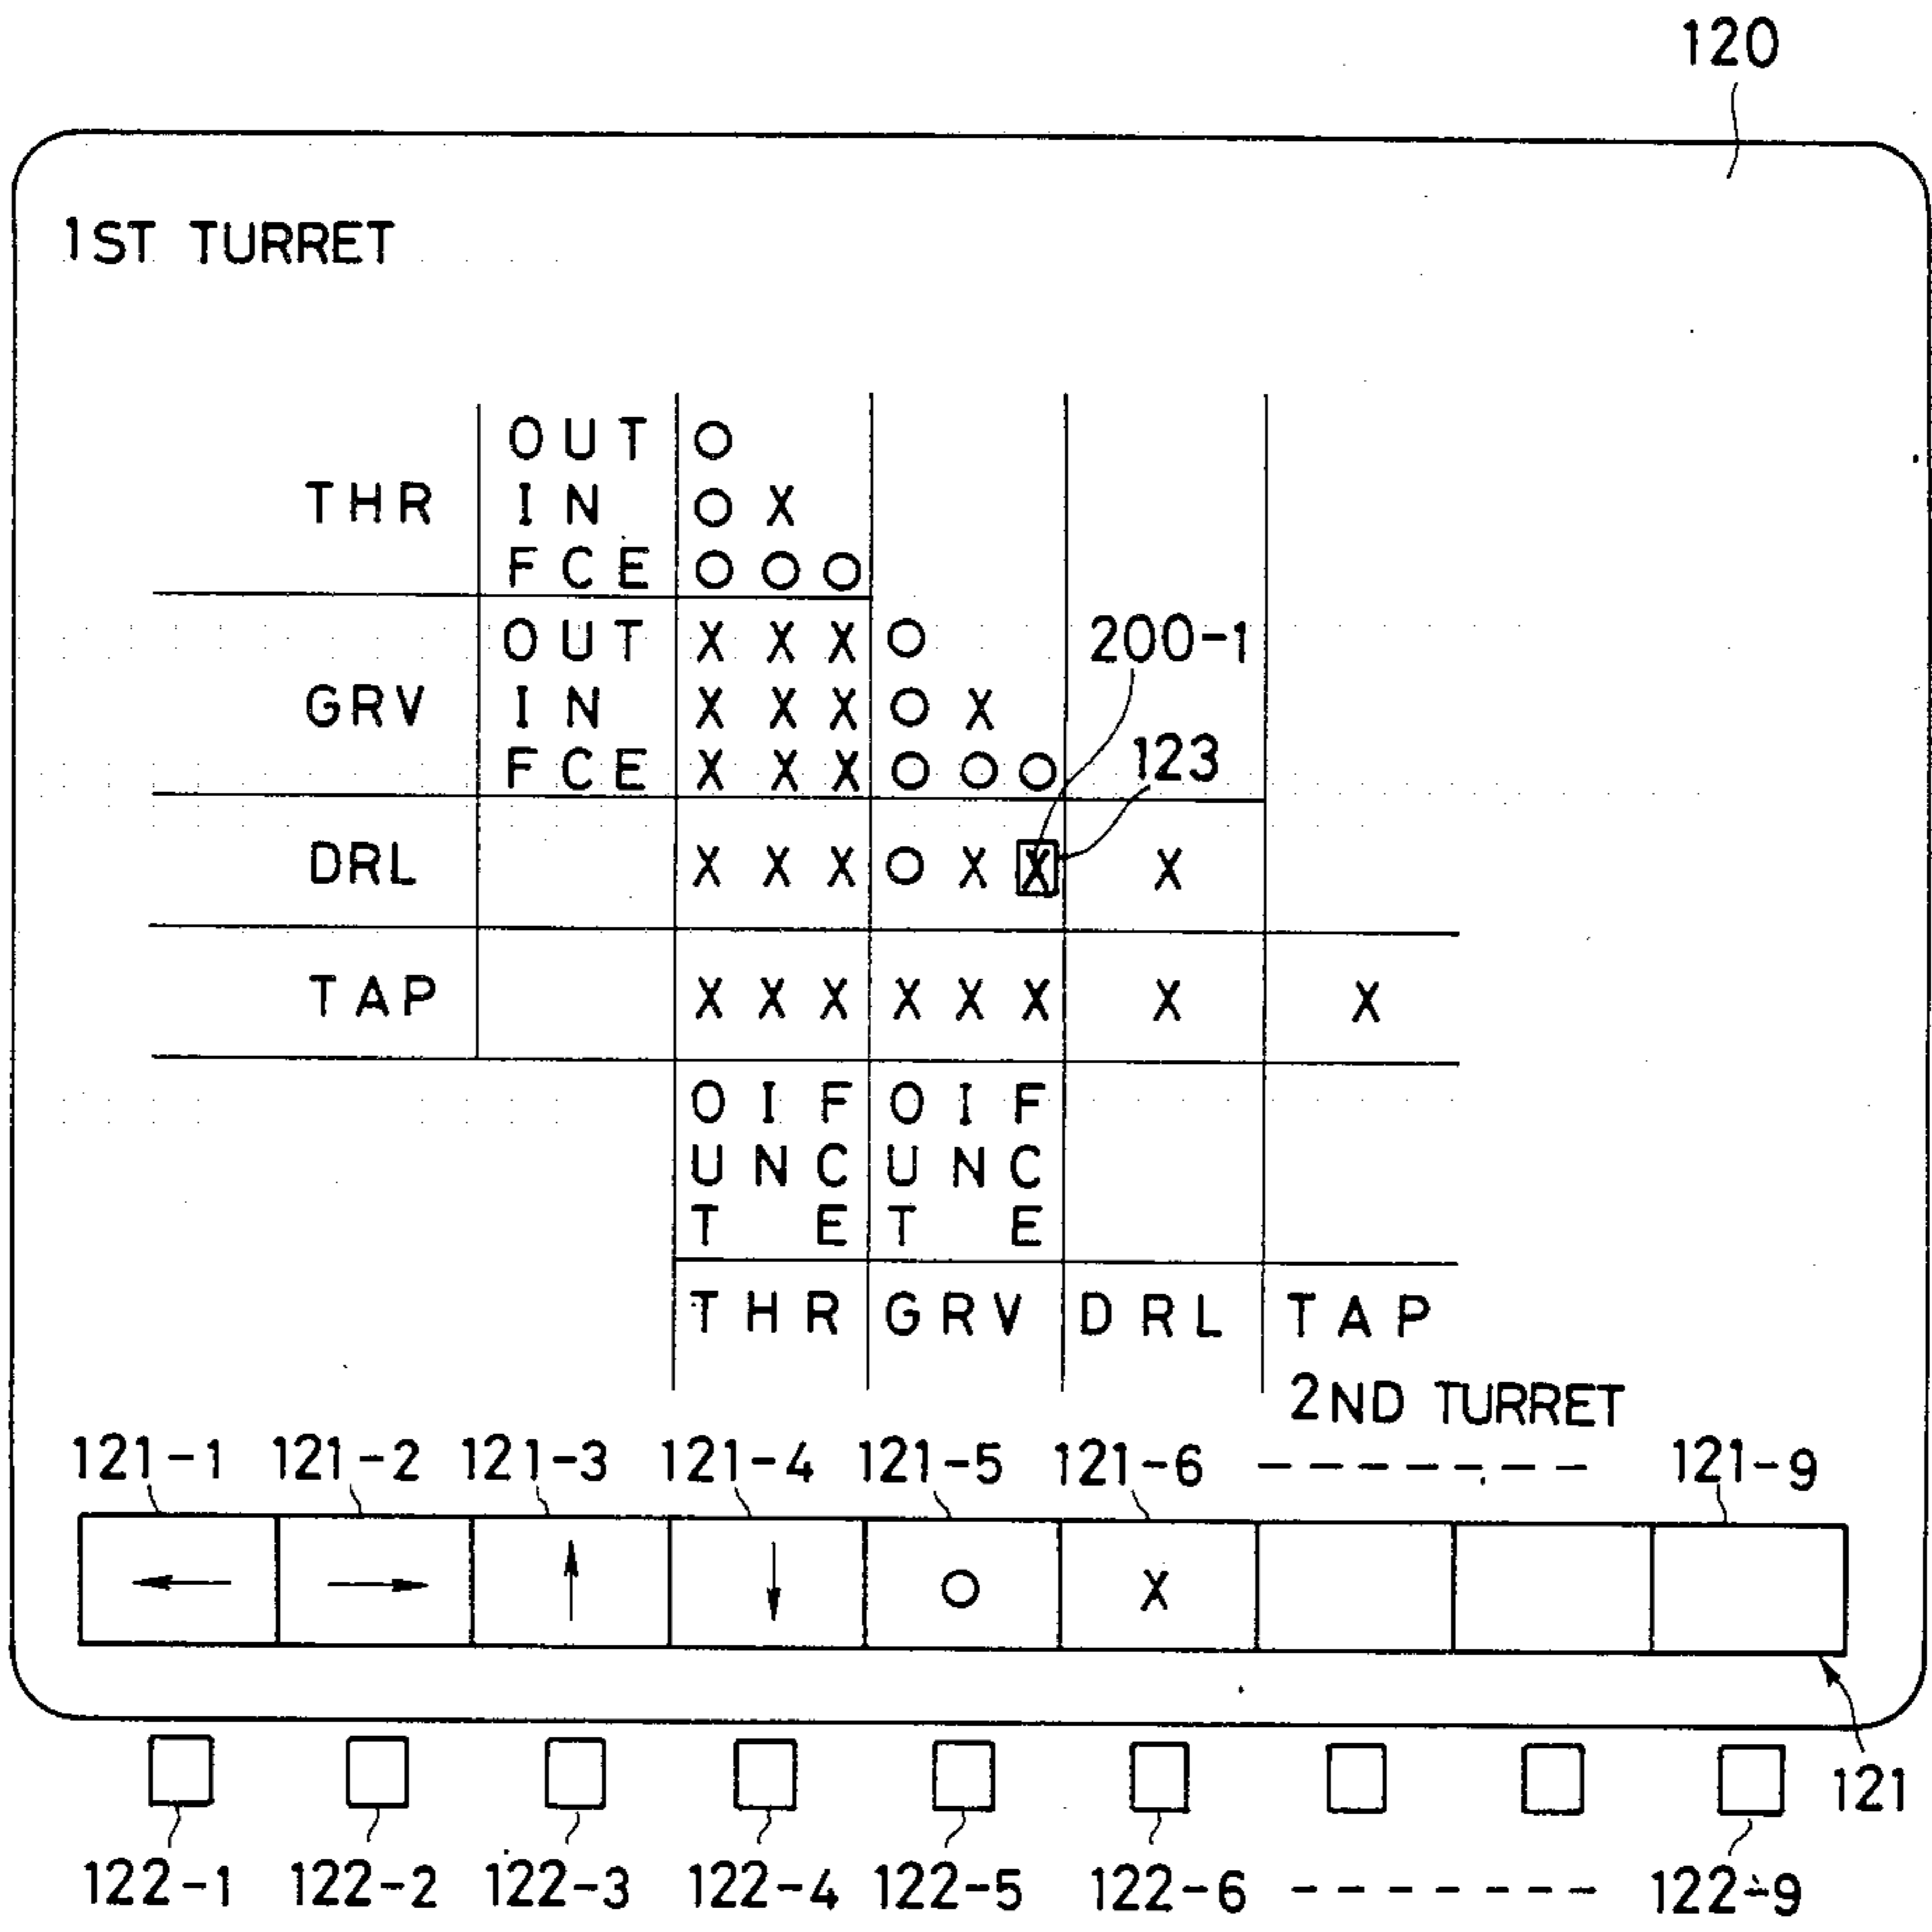 120
1ST TURRET
OUT O
THR IN O X
FCE O O O
OUT X X X O 200-1
GRV IN X X X O X
FCE X X X O O O 123
DRL X X X O X X X
TAP X X X X X X X X
O I F O I F
U N C U N C
T E T E
THR GRV DRL TAP
2ND TURRET
121-1 121-2 121-3 121-4 121-5 121-6 ------- 121-9
← → ↑ ↓ O X
121
122-1 122-2 122-3 122-4 122-5 122-6 ------- 122-9